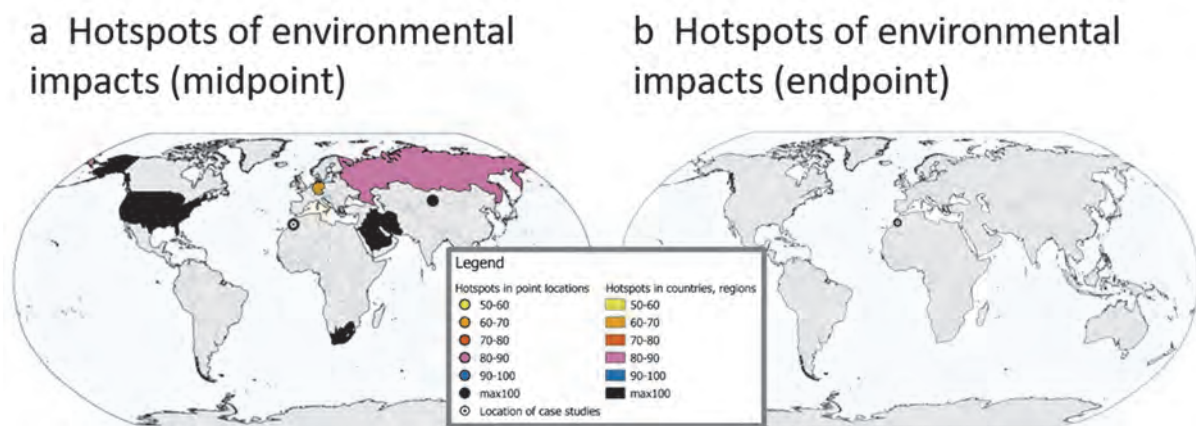 a Hotspots of environmental
impacts (midpoint)
b Hotspots of environmental
impacts (endpoint)
Legend
Hotspots in point locations
50-60
60-70
70-80
80-90
90-100
max100
Location of case studies
Hotspots in countries, regions
50-60
60-70
70-80
80-90
90-100
max100